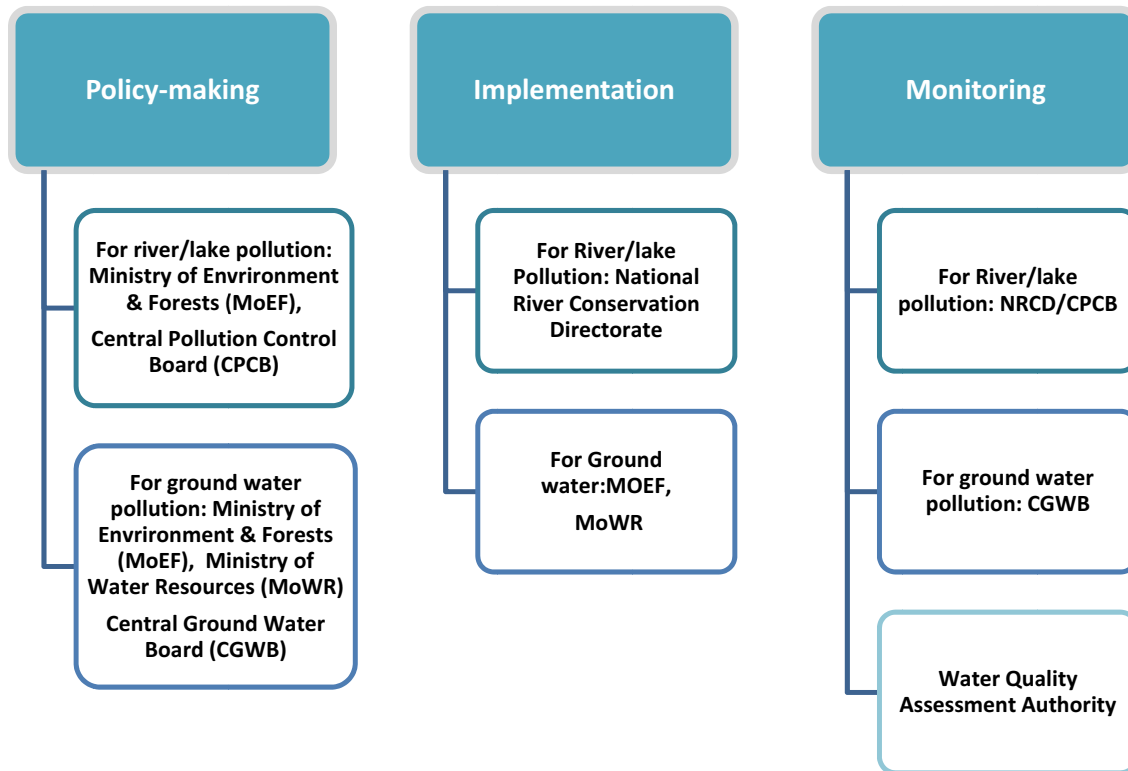 Policy-making
For river/lake pollution:
Ministry of Envrironment
& Forests (MoEF),
Central Pollution Control
Board (CPCB)
For ground water
pollution: Ministry of
Envrironment & Forests
(MoEF), Ministry of
Water Resources (MoWR)
Central Ground Water
Board (CGWB)
Implementation
For River/lake
Pollution: National
River Conservation
Directorate
For Ground
water:MOEF,
MoWR
Monitoring
For River/lake
pollution: NRCD/CPCB
For ground water
pollution: CGWB
Water Quality
Assessment Authority